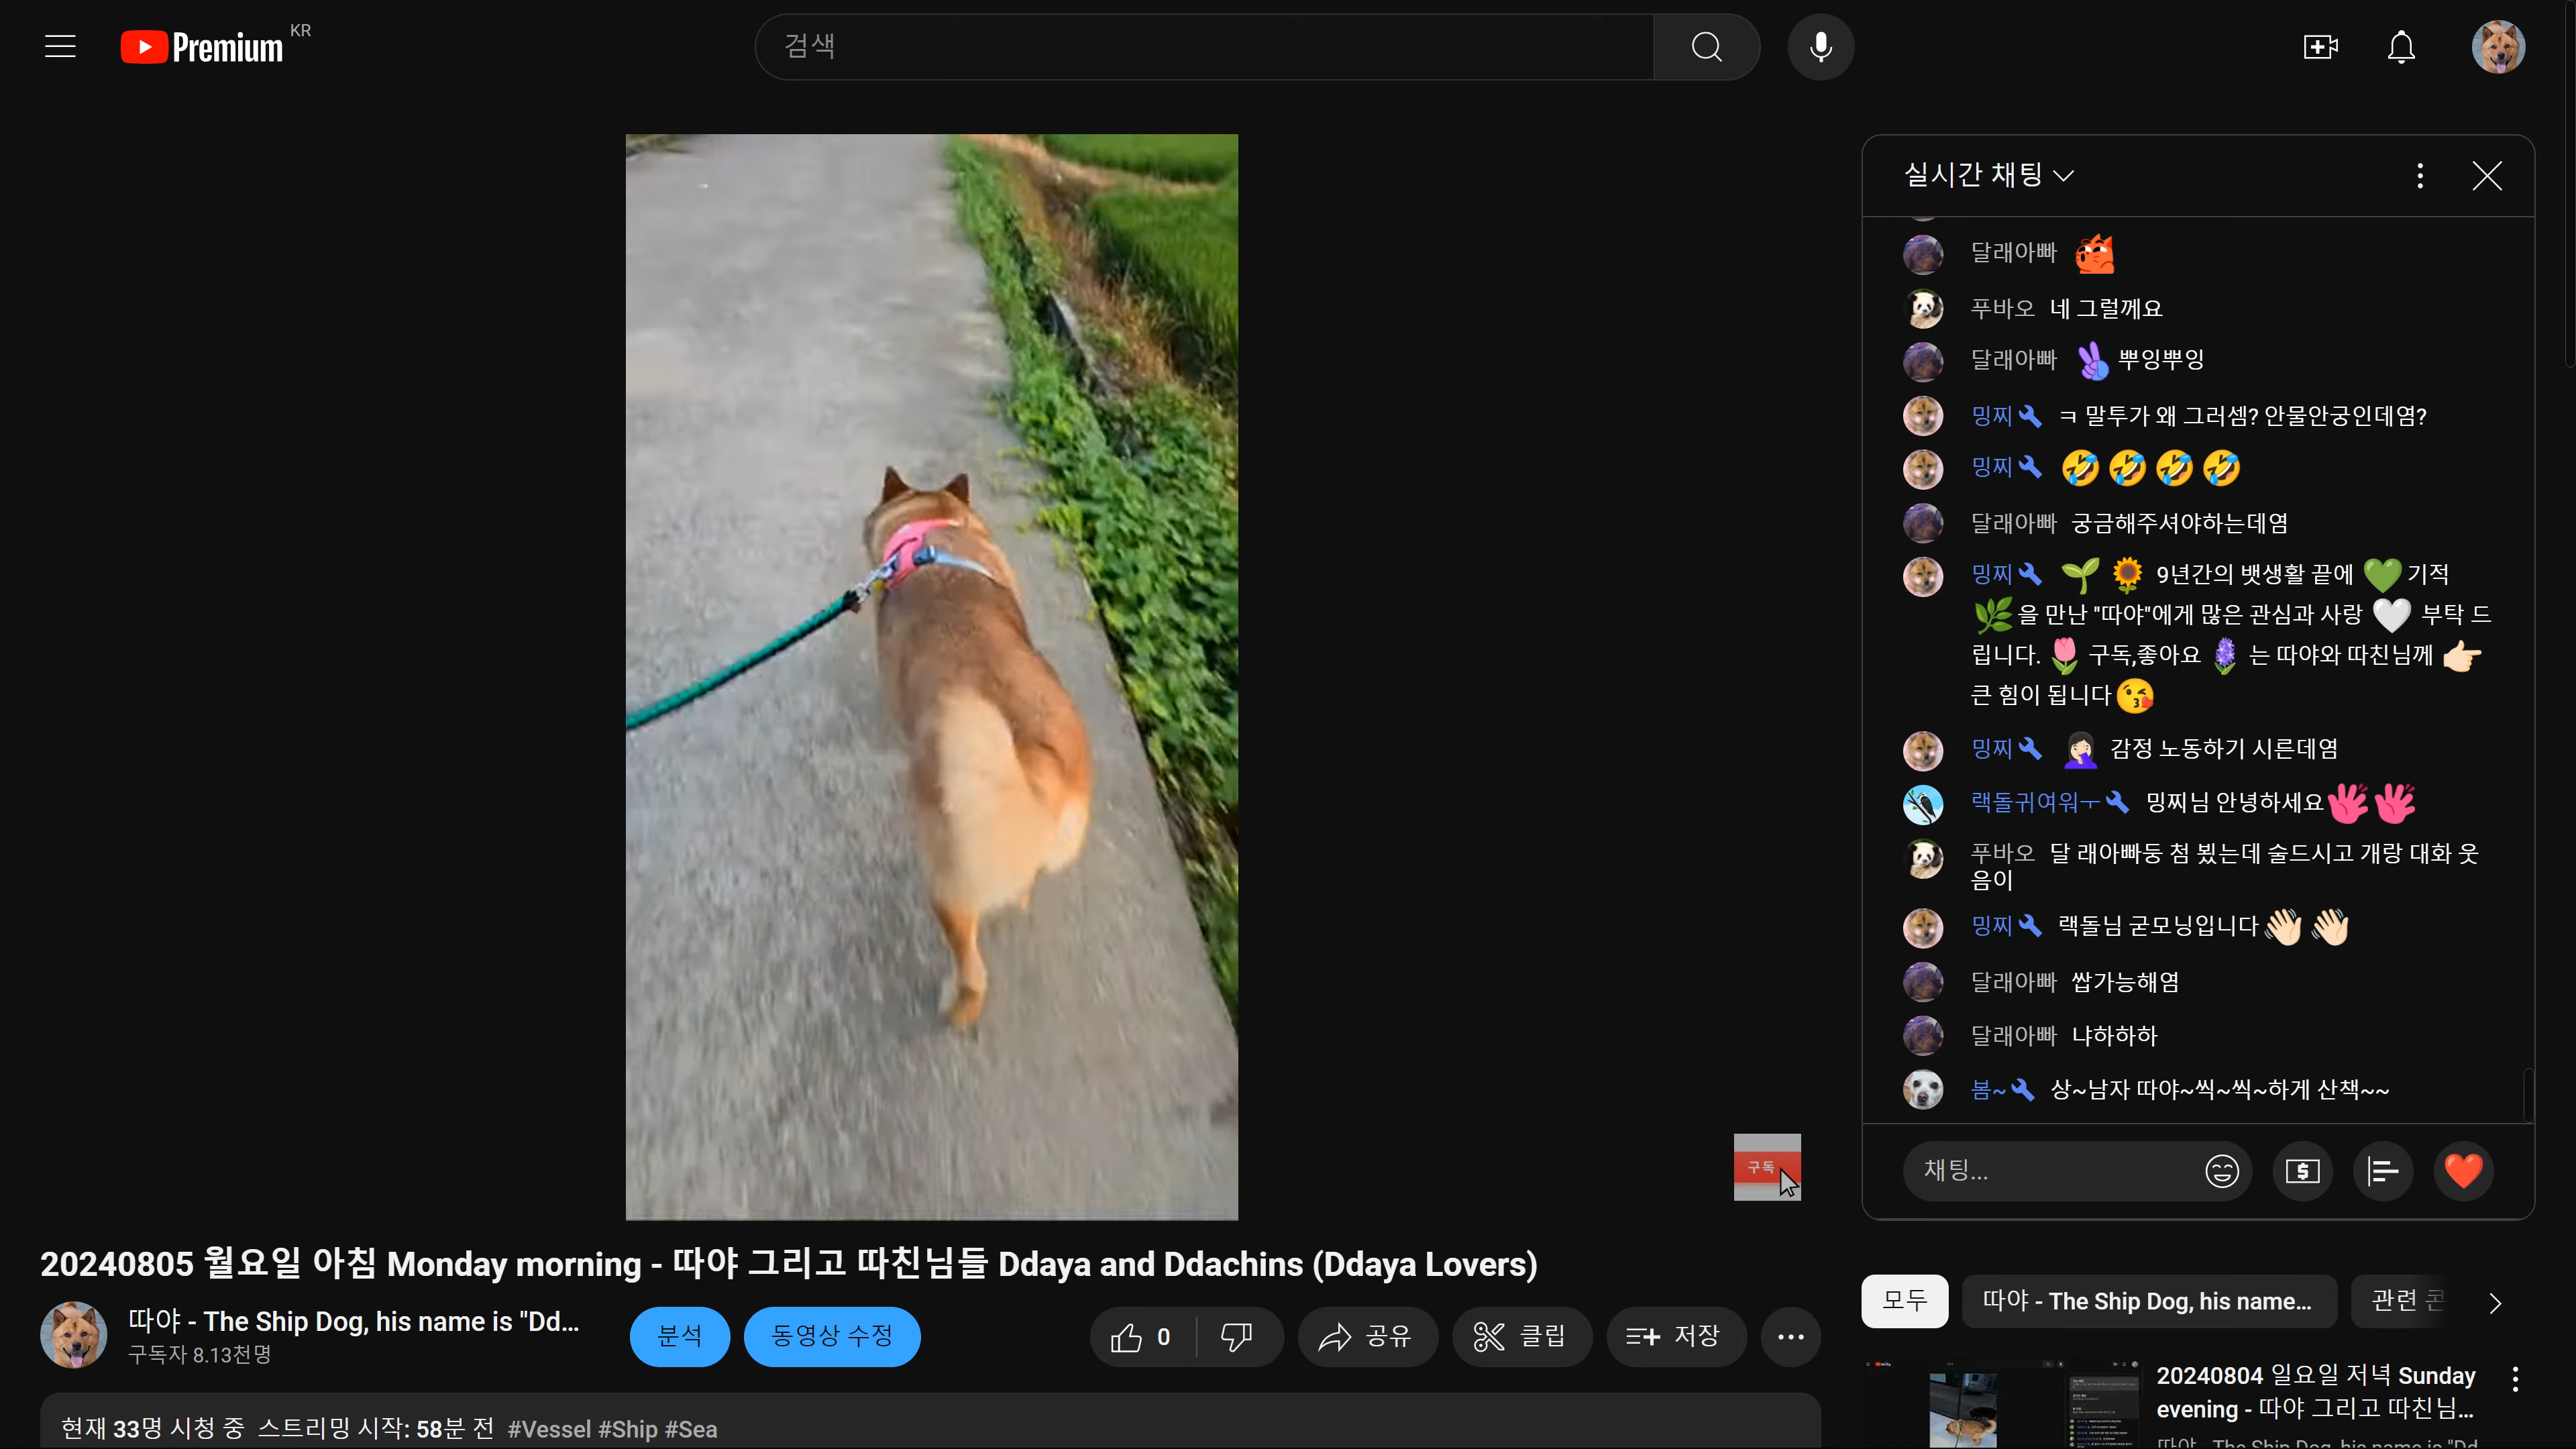 Premium KR
검색
실시간 채팅
달래아빠
푸바오 네 그럴께요
달래아빠 뿌잉뿌잉
밍찌 ㅋ 말투가 왜 그러셈? 안물안궁인데염?
밍찌
달래아빠 궁금해주셔야하는데염
밍찌 9년간의 뱃생활 끝에 기적
을 만난 "따야"에게 많은 관심과 사랑 부탁 드
립니다. 구독,좋아요 는 따야와 따친님께
큰 힘이 됩니다
밍찌 감정 노동하기 시른데염
랙돌귀여워ㅜ 밍찌님 안녕하세요
푸바오 달 래아빠둥 첨 뵜는데 술드시고 개랑 대화 웃
음이
밍찌 랙돌님 굳모닝입니다
달래아빠 쌉가능해염
달래아빠 냐하하하
봄~ 상~남자 따야~씩~씩~하게 산책~~
채팅...
구독
20240805 월요일 아침 Monday morning - 따야 그리고 따친님들 Ddaya and Ddachins (Ddaya Lovers)
따야 - The Ship Dog, his name is "Dd...
구독자 8.13천명
분석
동영상 수정
0
공유
클립
저장
현재 33명 시청 중 스트리밍 시작: 58분 전 #Vessel #Ship #Sea
모두
따야 - The Ship Dog, his name...
관련
20240804 일요일 저녁 Sunday
evening - 따야 그리고 따친님...